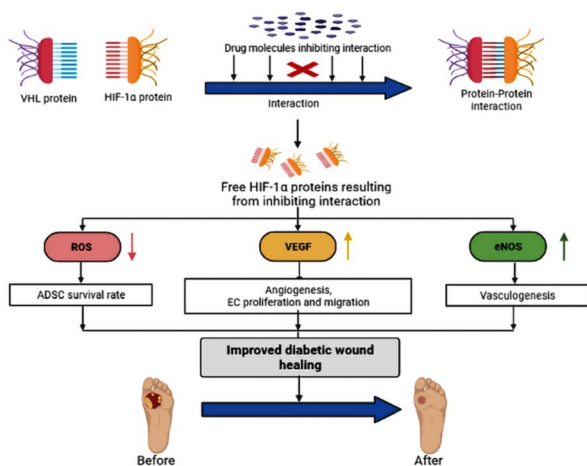 Drug molecules inhibiting interaction
VHL protein
HIF-1α protein
Interaction
Protein-Protein
interaction
Free HIF-1α proteins resulting
from inhibiting interaction
ROS
VEGF
eNOS
ADSC survival rate
Angiogenesis,
EC proliferation and migration
Vasculogenesis
Improved diabetic wound
healing
Before
After